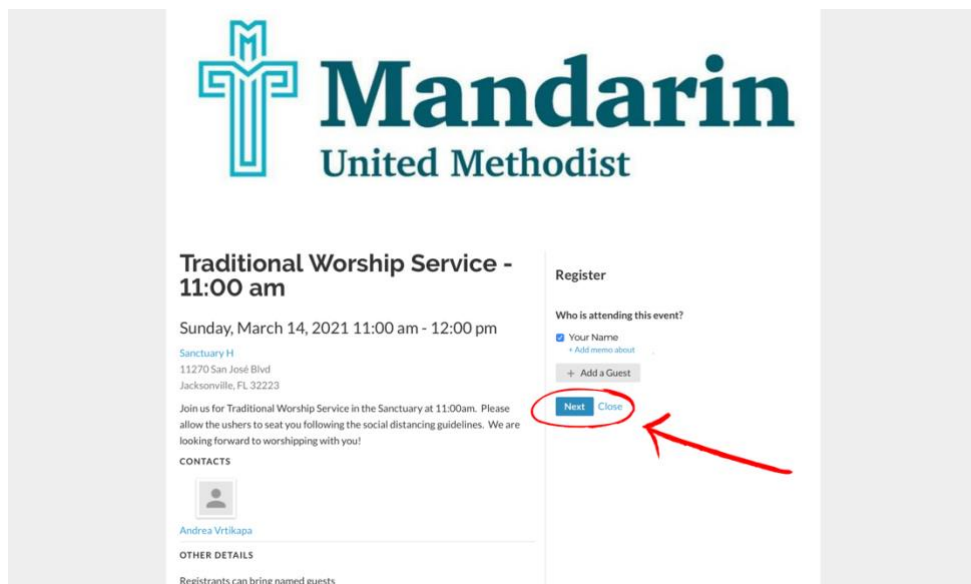 Mandarin
United Methodist
Traditional Worship Service -
11:00 am
Sunday, March 14, 2021 11:00 am - 12:00 pm
Sanctuary H
11270 San José Blvd
Jacksonville, FL 32223
Join us for Traditional Worship Service in the Sanctuary at 11:00am. Please
allow the ushers to seat you following the social distancing guidelines. We are
looking forward to worshipping with you!
CONTACTS
Andrea Vrtikapa
OTHER DETAILS
Registrants can bring named guests
Register
Who is attending this event?
Your Name
+ Add memo about
+ Add a Guest
Next Close